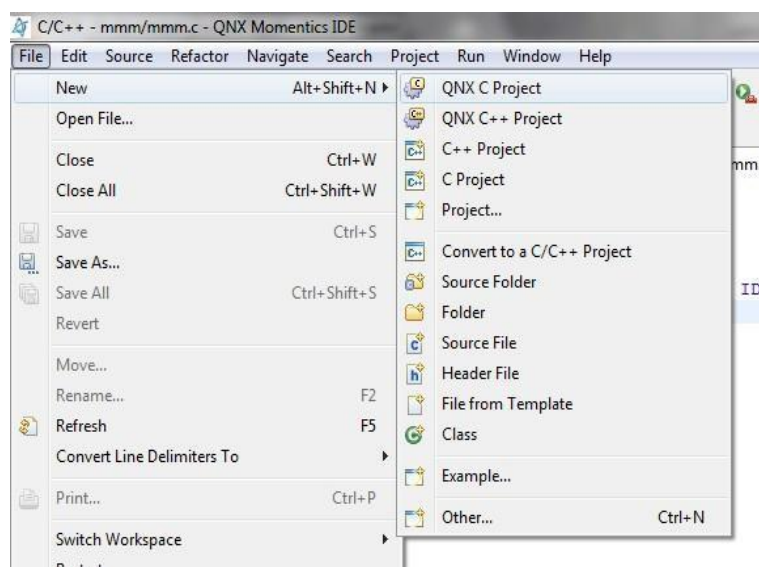 C/C++ - mmm/mmm.c - QNX Momentics IDE
File Edit Source Refactor Navigate Search Project Run Window Help
New Alt+Shift+N
Open File...
Close Ctrl+W
Close All Ctrl+Shift+W
Save Ctrl+S
Save As...
Save All Ctrl+Shift+S
Revert
Move...
Rename... F2
Refresh F5
Convert Line Delimiters To
Print... Ctrl+P
Switch Workspace
QNX C Project
QNX C++ Project
C++ Project
C Project
Project...
Convert to a C/C++ Project
Source Folder
Folder
Source File
Header File
File from Template
Class
Example...
Other... Ctrl+N